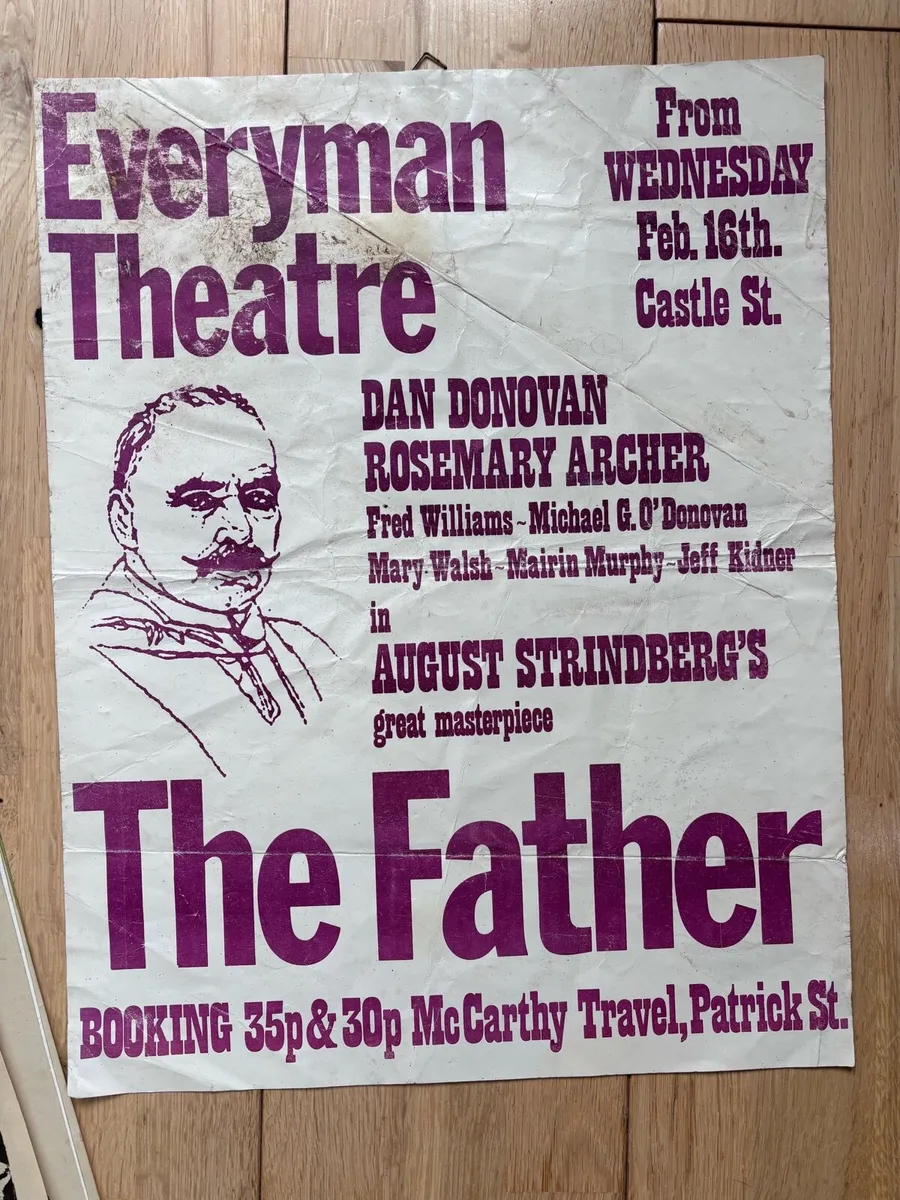 Everyman
Theatre
From
WEDNESDAY
Feb. 16th.
Castle St.
DAN DONOVAN
ROSEMARY ARCHER
Fred Williams ~ Michael G. O'Donovan
Mary Walsh ~ Mairin Murphy ~ Jeff Kidner
in
AUGUST STRINDBERG'S
great masterpiece
The Father
BOOKING 35p & 30p McCarthy Travel, Patrick St.